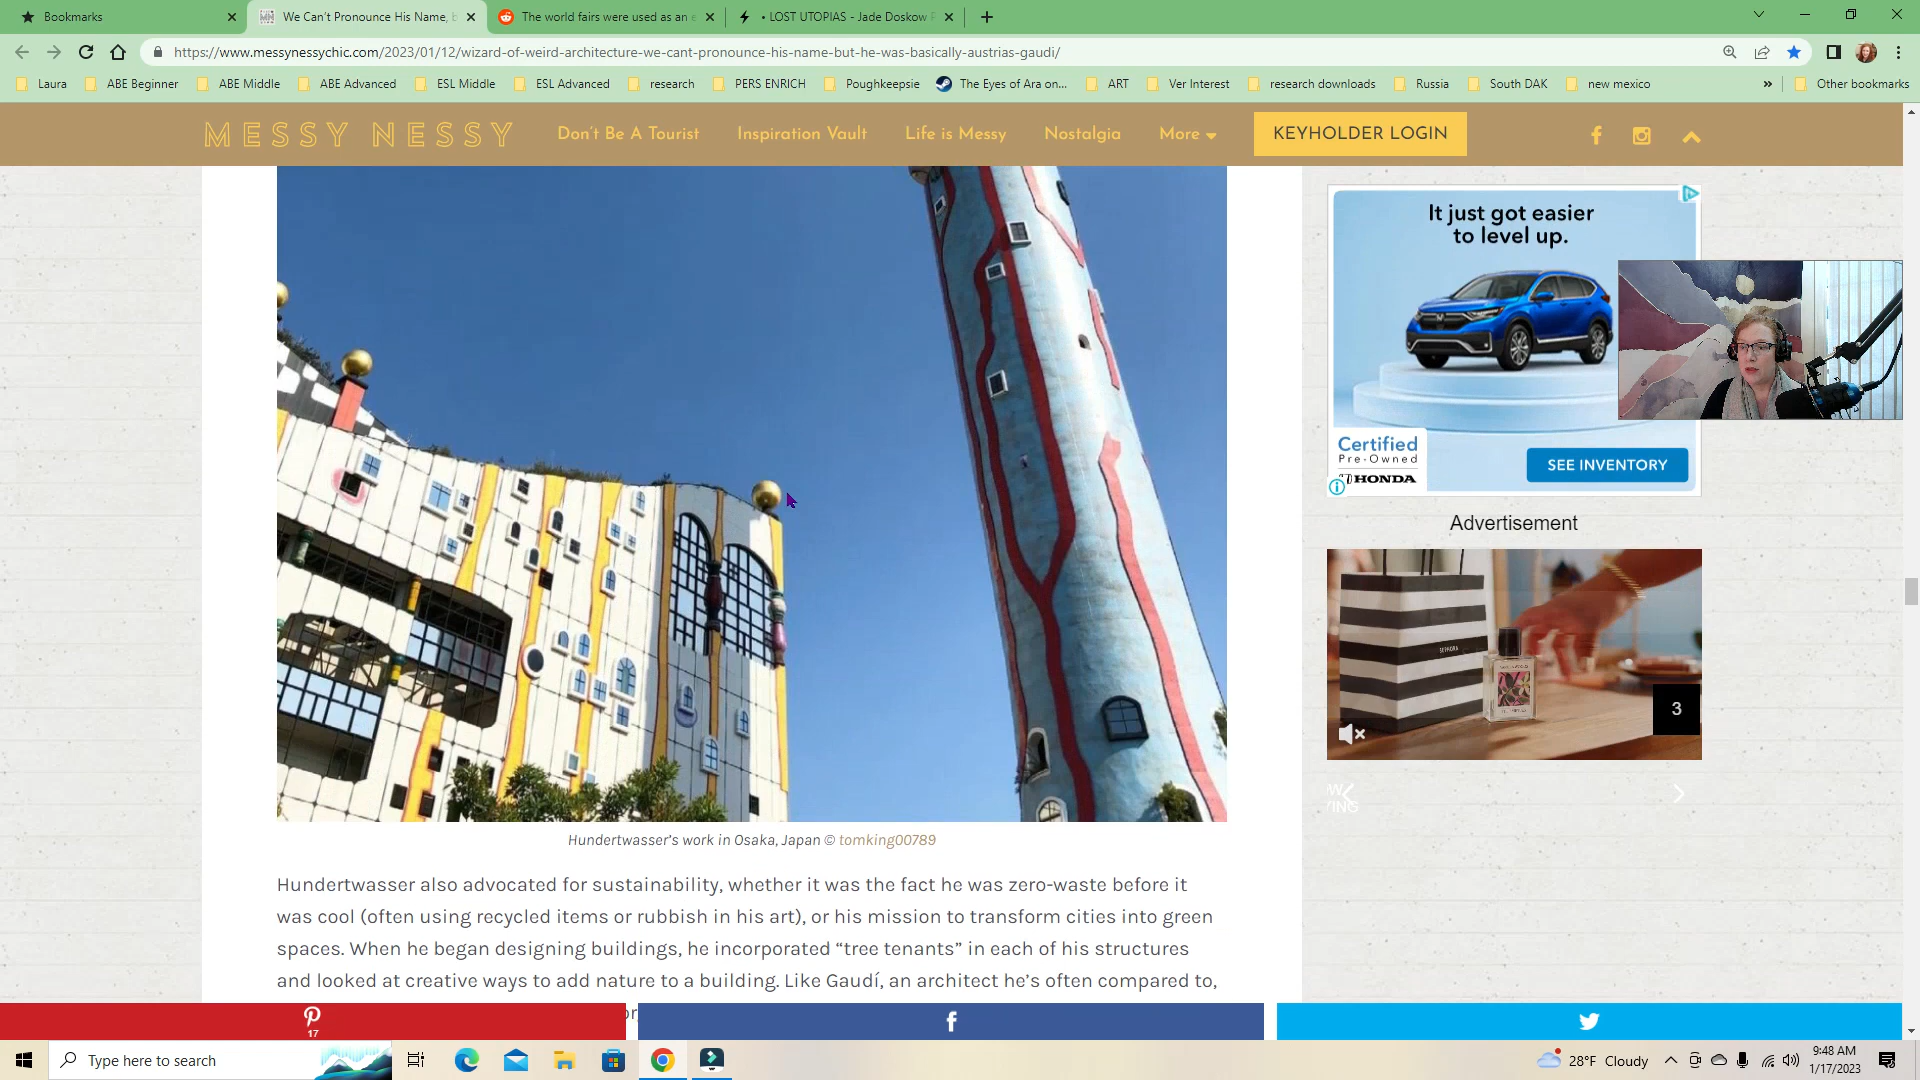 Bookmarks
We Can't Pronounce His Name, b
The world fairs were used as an e
• LOST UTOPIAS - Jade Doskow P
https://www.messynessychic.com/2023/01/12/wizard-of-weird-architecture-we-cant-pronounce-his-name-but-he-was-basically-austrias-gaudi/
Laura ABE Beginner ABE Middle ABE Advanced ESL Middle ESL Advanced research PERS ENRICH Poughkeepsie The Eyes of Ara on... ART Ver Interest research downloads Russia South DAK new mexico » Other bookmarks
MESSY NESSY Don't Be A Tourist Inspiration Vault Life is Messy Nostalgia More KEYHOLDER LOGIN
It just got easier
to level up.
Certified
Pre-Owned
HONDA
SEE INVENTORY
Advertisement
SEPHORA
3
Hundertwasser's work in Osaka, Japan © tomking00789
Hundertwasser also advocated for sustainability, whether it was the fact he was zero-waste before it
was cool (often using recycled items or rubbish in his art), or his mission to transform cities into green
spaces. When he began designing buildings, he incorporated “tree tenants” in each of his structures
and looked at creative ways to add nature to a building. Like Gaudí, an architect he's often compared to,
17
Type here to search
28°F Cloudy
9:48 AM
1/17/2023